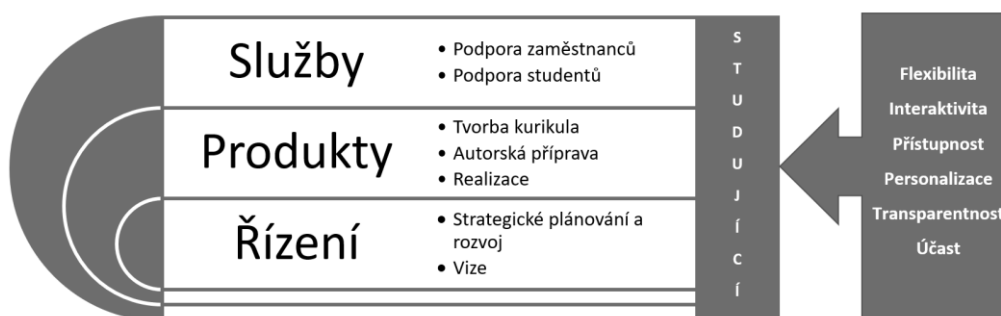 Služby
• Podpora zaměstnanců
• Podpora studentů
Produkty
• Tvorba kurikula
• Autorská příprava
• Realizace
Řízení
• Strategické plánování a
rozvoj
• Vize
S
T
U
D
U
J
Í
C
Í
Flexibilita
Interaktivita
Přístupnost
Personalizace
Transparentnost
Účast